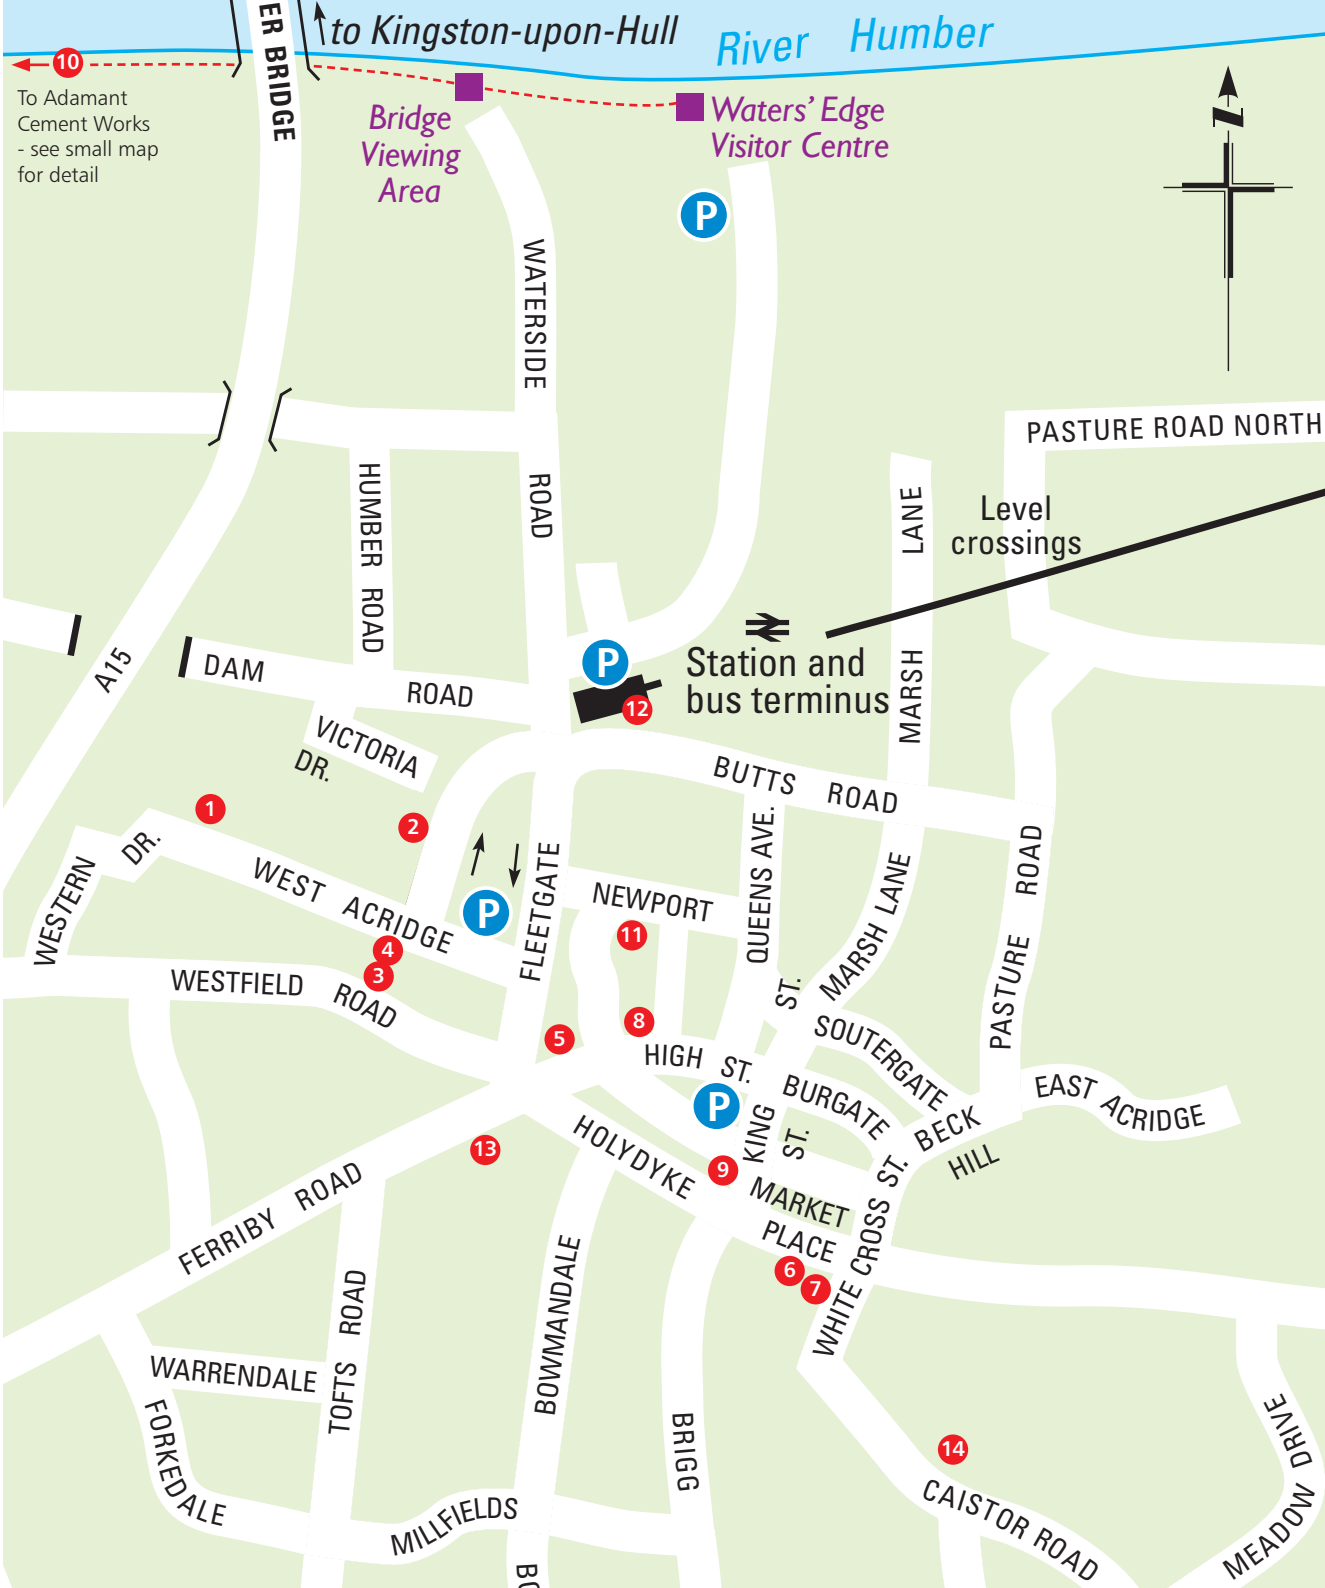 ER BRIDGE
to Kingston-upon-Hull
River Humber
10
To Adamant
Cement Works
- see small map
for detail
Bridge
Viewing
Area
Waters' Edge
Visitor Centre
P
N
WATERSIDE
ROAD
PASTURE ROAD NORTH
HUMBER ROAD
MARSH LANE
Level
crossings
A15
DAM ROAD
P
Station and
bus terminus
12
VICTORIA
DR.
BUTTS ROAD
1
2
WESTERN
DR.
WEST ACRIDGE
P
FLEETGATE
NEWPORT
QUEENS AVE.
MARSH LANE
PASTURE ROAD
11
4
3
WESTFIELD ROAD
ST.
5
8
HIGH ST.
SOUTERGATE
BURGATE
P
KING
ST.
BECK
HILL
EAST ACRIDGE
13
HOLYDYKE
9
MARKET
PLACE
WHITE CROSS ST.
FERRIBY ROAD
6
7
BOWMANDALE
TOFTS ROAD
WARRENDALE
FORKEDALE
BRIGG
14
MILLFIELDS
CAISTOR ROAD
MEADOW DRIVE
BO